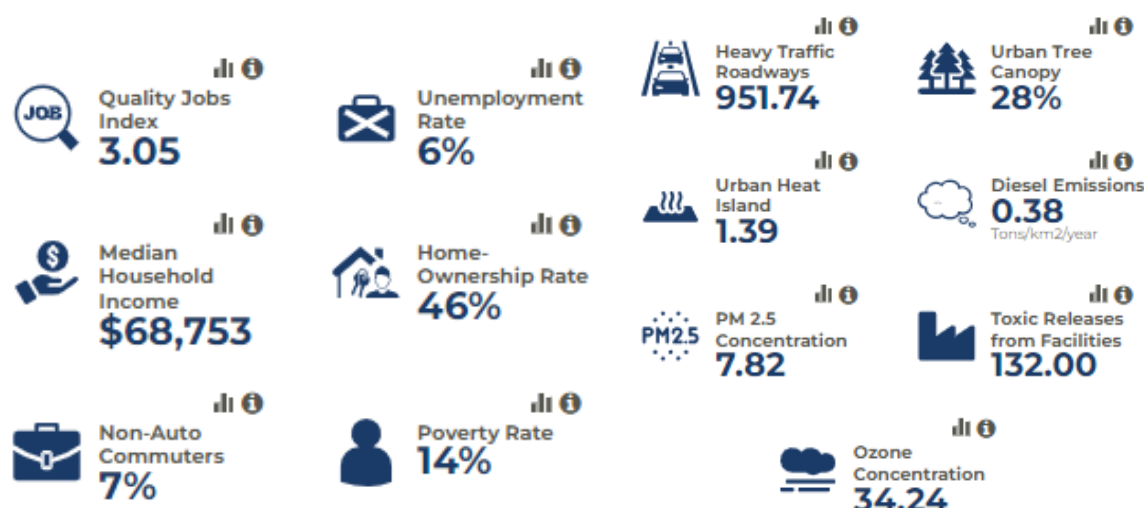 JOB
Quality Jobs
Index
3.05
Unemployment
Rate
6%
Median
Household
Income
$68,753
Home-
Ownership Rate
46%
Non-Auto
Commuters
7%
Poverty Rate
14%
Heavy Traffic
Roadways
951.74
Urban Tree
Canopy
28%
Urban Heat
Island
1.39
Diesel Emissions
0.38
Tons/km2/year
PM2.5
PM 2.5
Concentration
7.82
Toxic Releases
from Facilities
132.00
Ozone
Concentration
34.24